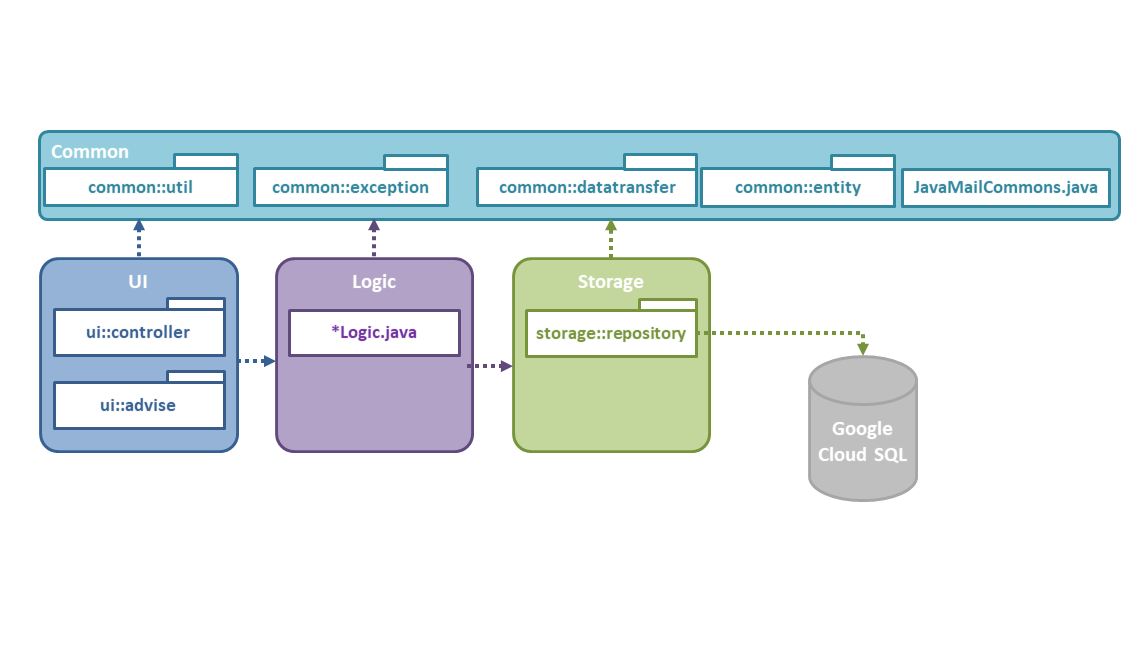 Common
common::util
common::exception
common::datatransfer
common::entity
JavaMailCommons.java
UI
ui::controller
ui::advise
Logic
*Logic.java
Storage
storage::repository
Google
Cloud SQL